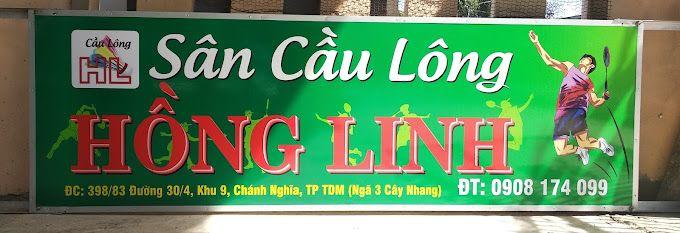 Cầu Lông
HL
Sân Cầu Lông
HỒNG LINH
ĐC: 398/83 Đường 30/4, Khu 9, Chánh Nghĩa, TP TDM (Ngã 3 Cây Nhang)
ĐT: 0908 174 099